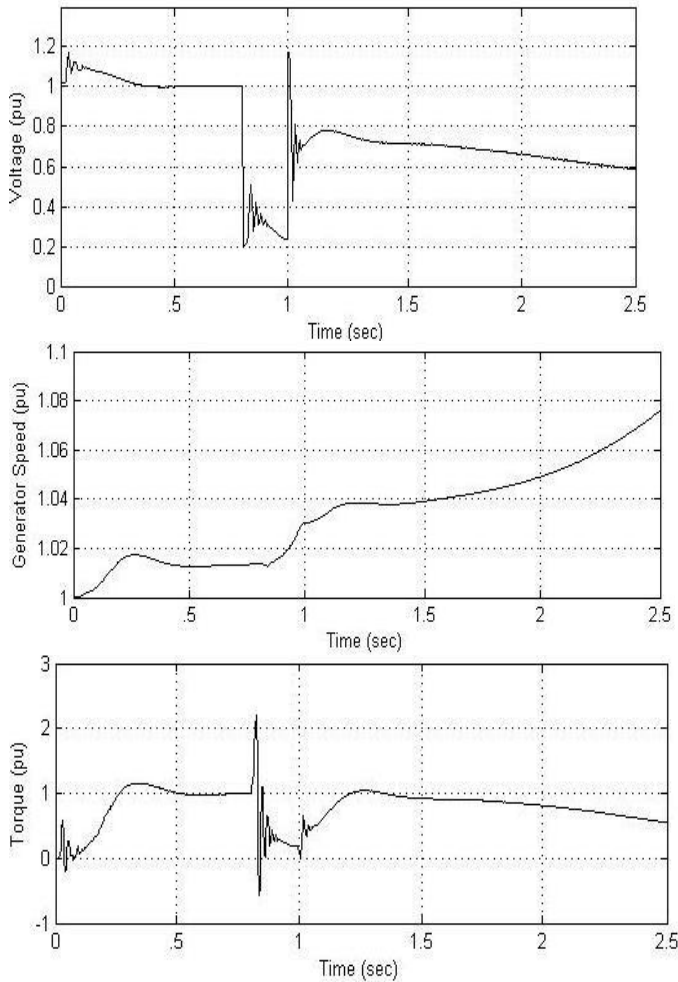 1.2
1
0.8
0.6
0.4
0.2
0
Voltage (pu)
0 .5 1 1.5 2 2.5
Time (sec)
1.1
1.08
1.06
1.04
1.02
1
Generator Speed (pu)
0 .5 1 1.5 2 2.5
Time (sec)
3
2
1
0
-1
Torque (pu)
0 .5 1 1.5 2 2.5
Time (sec)